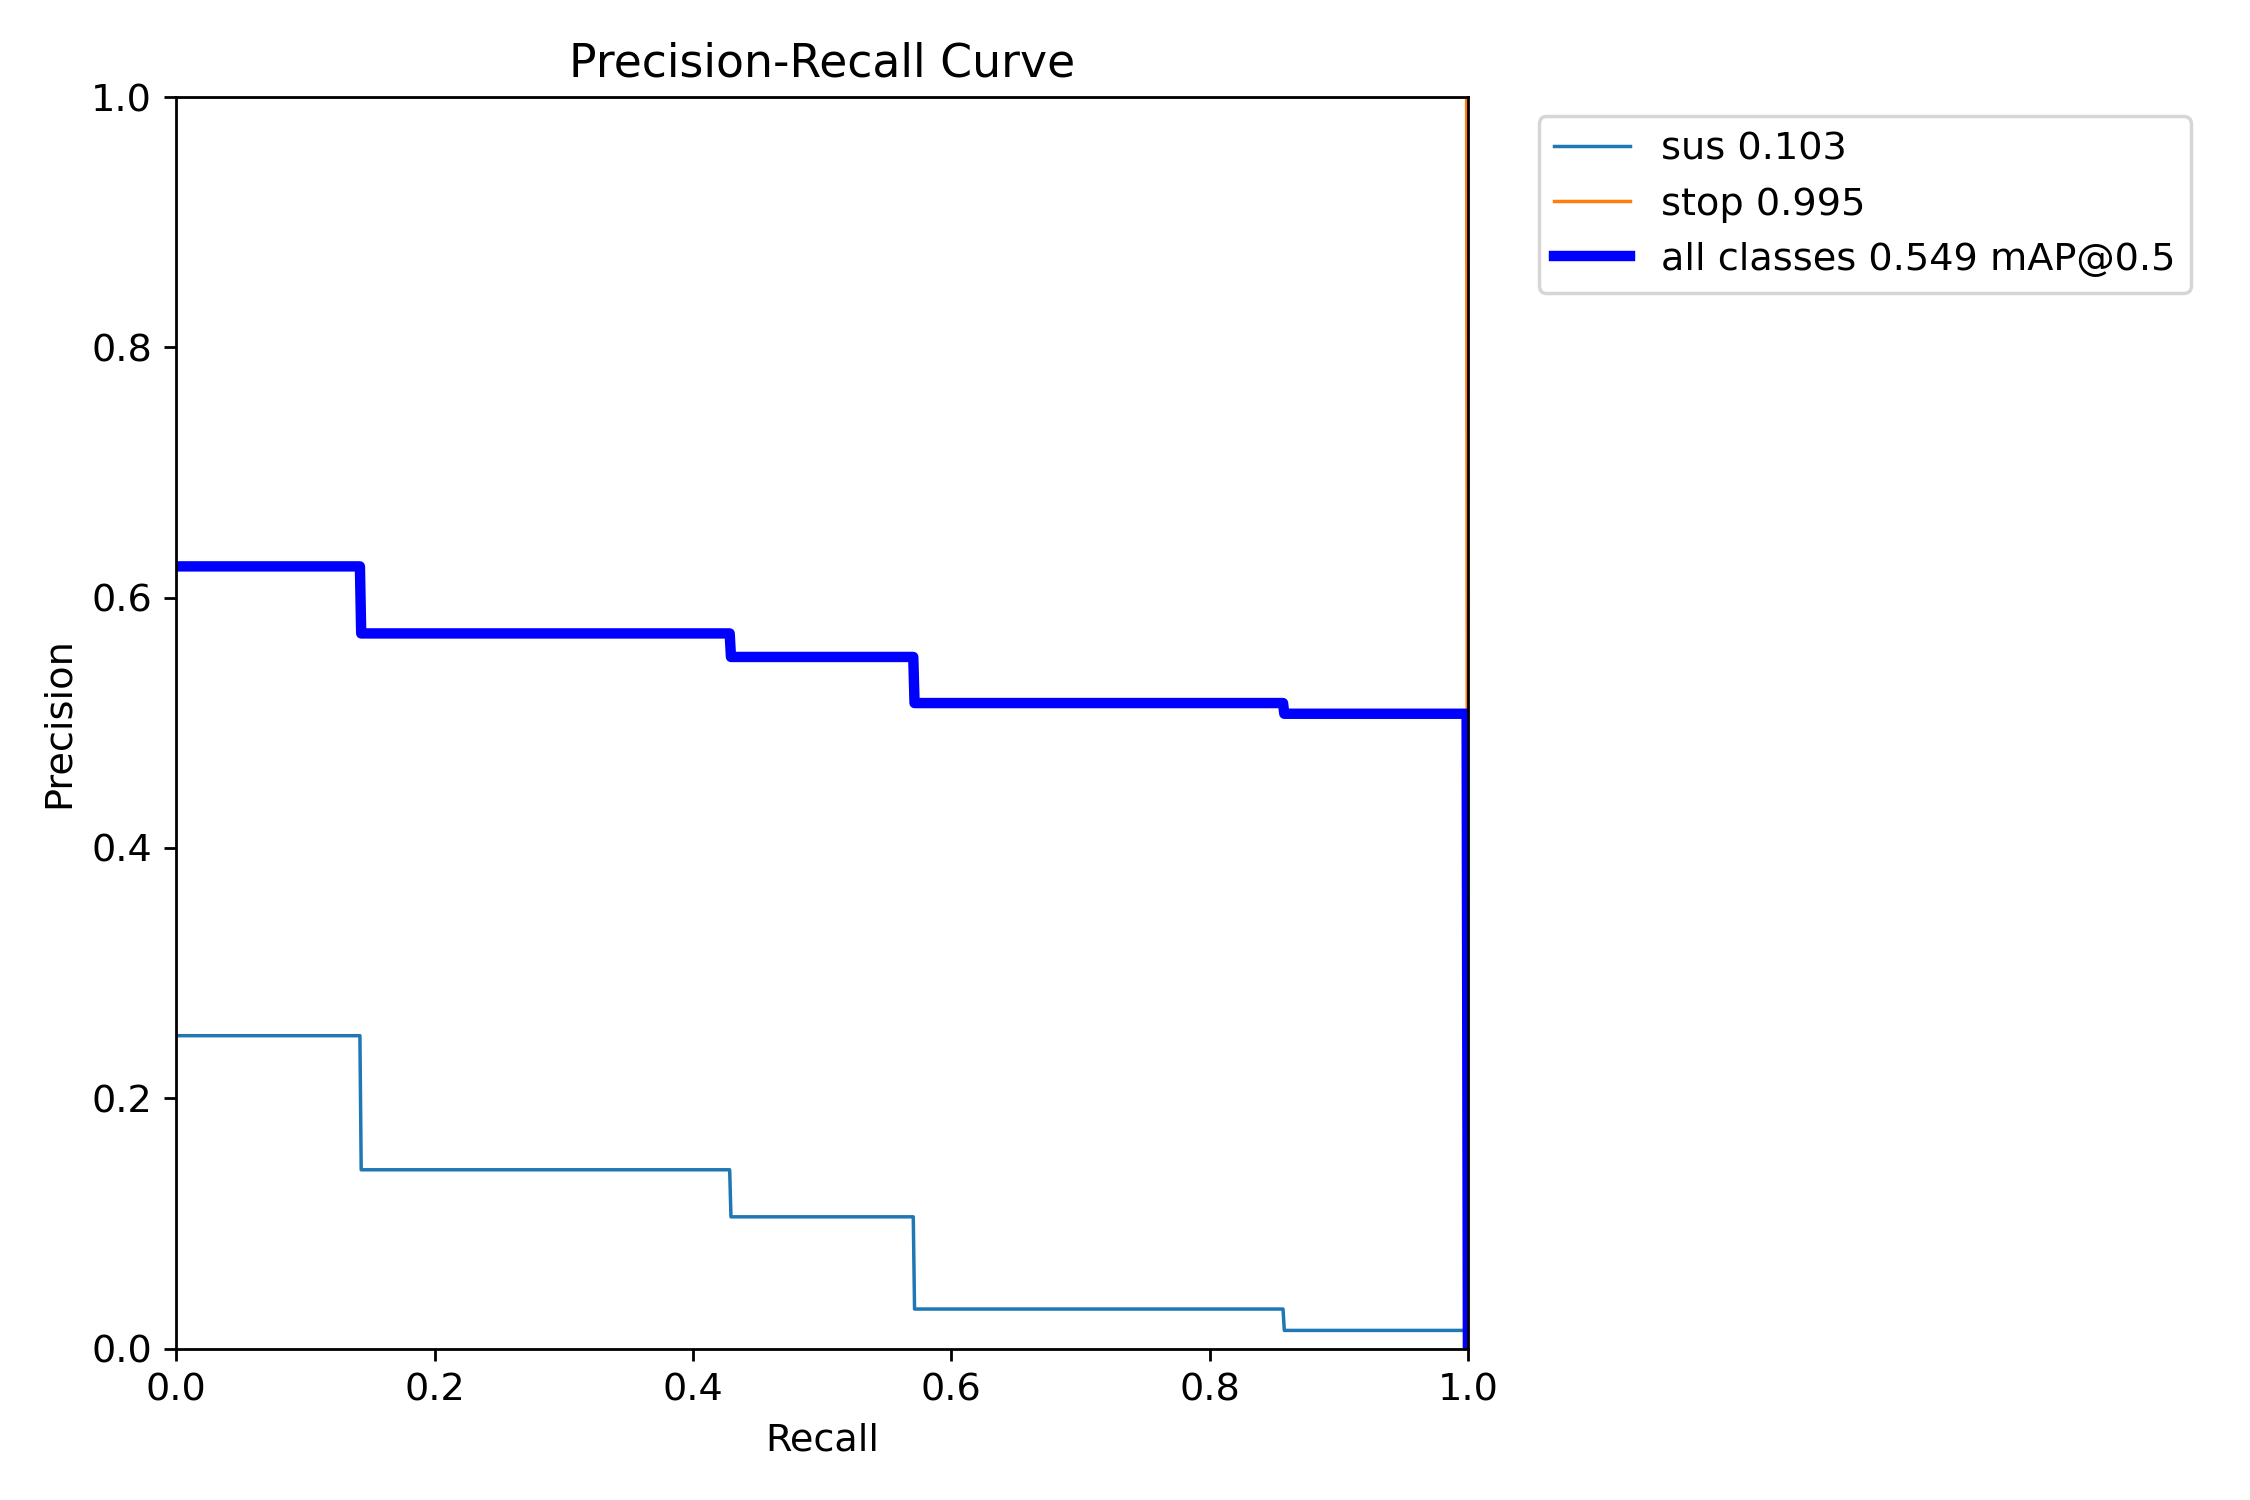 Precision-Recall Curve
sus 0.103
stop 0.995
all classes 0.549 mAP@0.5
Precision
1.0
0.8
0.6
0.4
0.2
0.0
0.0 0.2 0.4 0.6 0.8 1.0
Recall